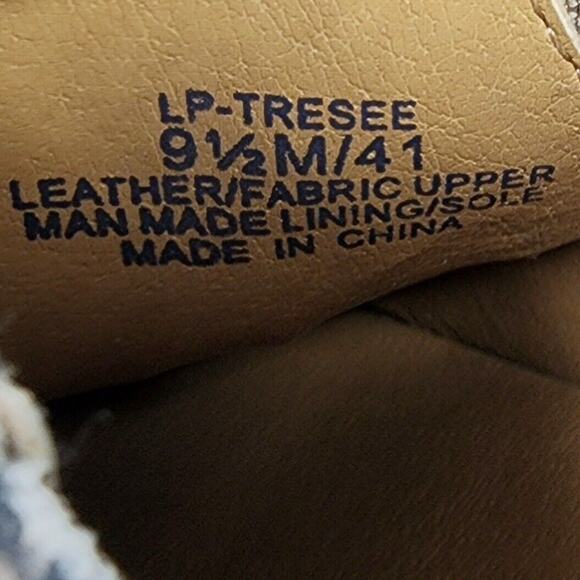 LP-TRESEE
9½M/41
LEATHER/FABRIC UPPER
MAN MADE LINING/SOLE
MADE IN CHINA